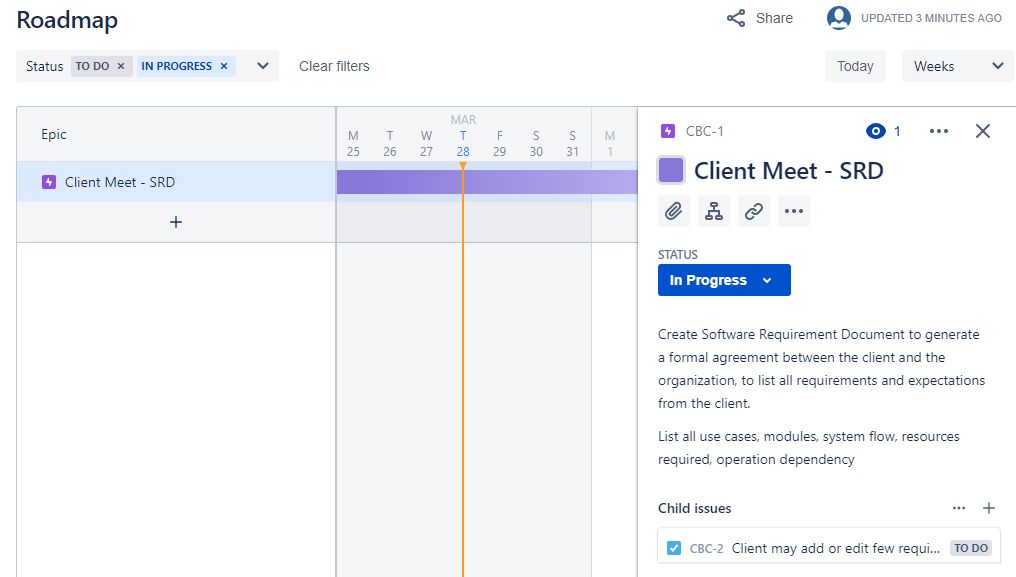 Roadmap
Share
UPDATED 3 MINUTES AGO
Status TO DO × IN PROGRESS ×
Clear filters
Today
Weeks
Epic
MAR
M T W T F S S M
25 26 27 28 29 30 31 1
Client Meet - SRD
+
CBC-1
1
Client Meet - SRD
STATUS
In Progress
Create Software Requirement Document to generate
a formal agreement between the client and the
organization, to list all requirements and expectations
from the client.
List all use cases, modules, system flow, resources
required, operation dependency
Child issues
CBC-2 Client may add or edit few requi... TO DO